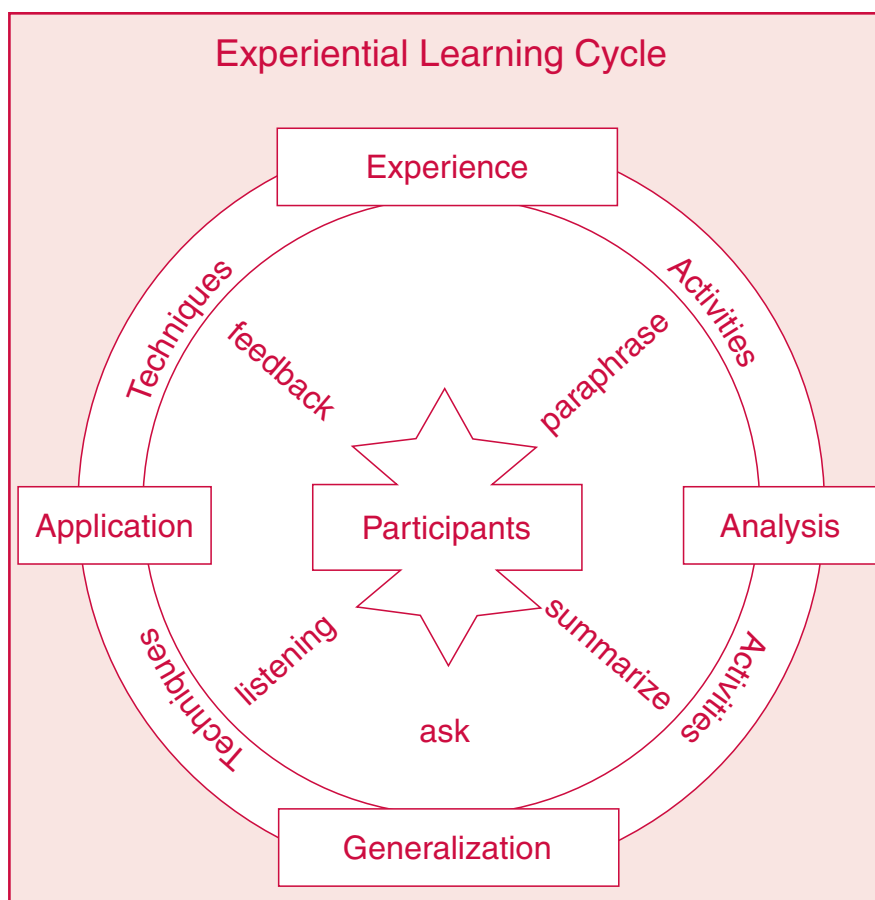 Experiential Learning Cycle
Experience
Techniques
Activities
feedback
paraphrase
Application
Participants
Analysis
listening
summarize
Techniques
Activities
ask
Generalization